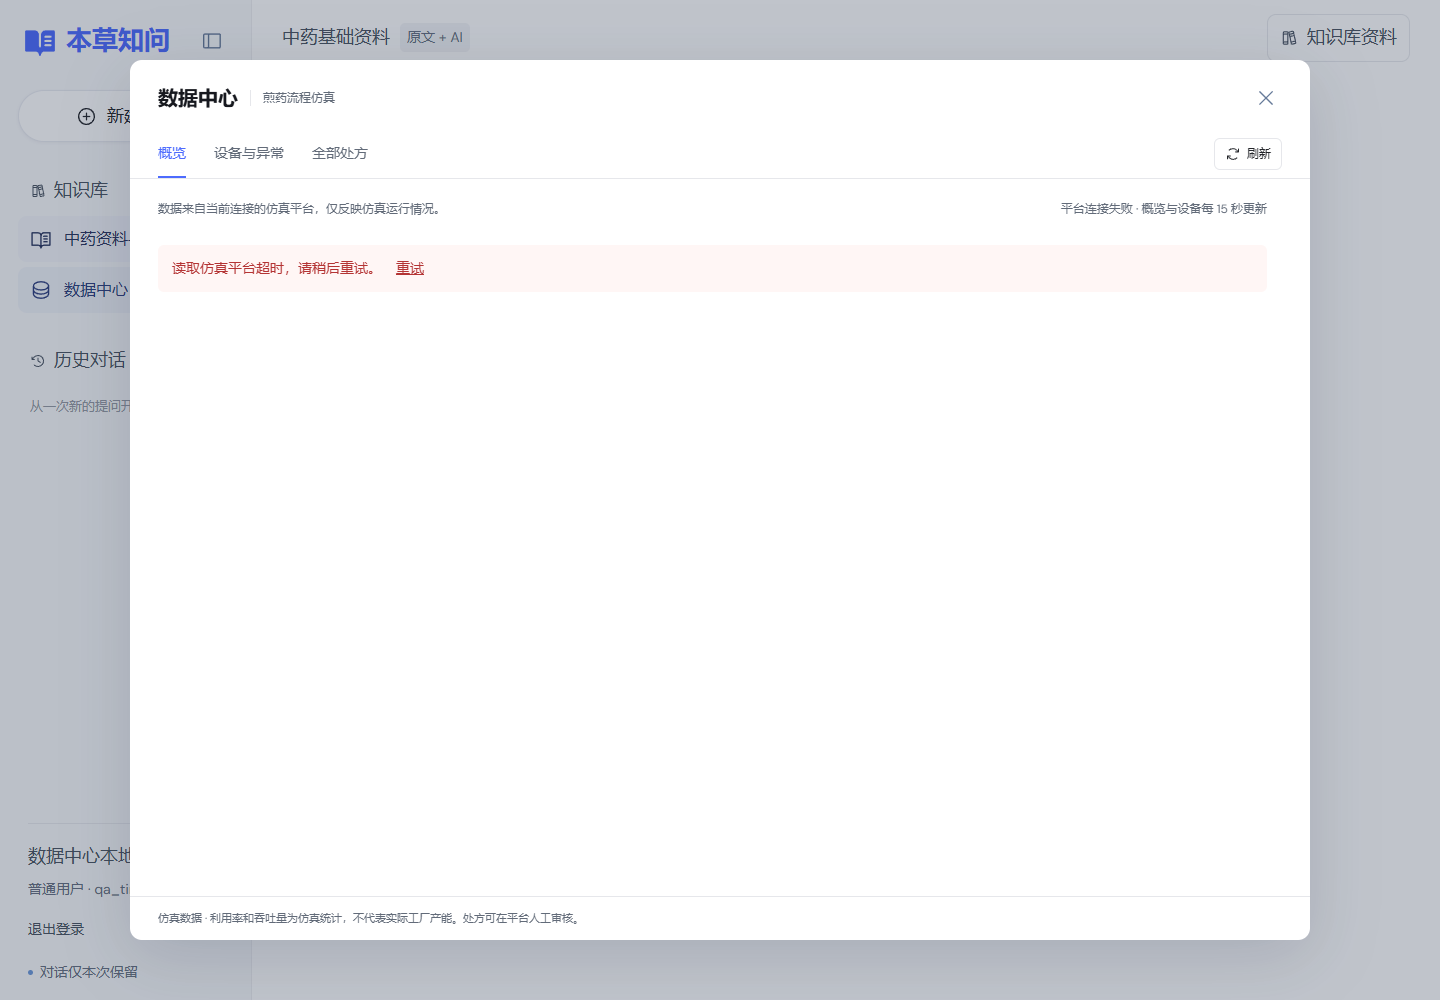 本草知问
中药基础资料
原文 + AI
知识库资料
新建
知识库
中药资料
数据中心
历史对话
从一次新的提问开
数据中心本地
普通用户 · qa_ti
退出登录
对话仅本次保留
数据中心
煎药流程仿真
概览
设备与异常
全部处方
刷新
数据来自当前连接的仿真平台，仅反映仿真运行情况。
平台连接失败 · 概览与设备每 15 秒更新
读取仿真平台超时，请稍后重试。
重试
仿真数据 · 利用率和吞吐量为仿真统计，不代表实际工厂产能。处方可在平台人工审核。